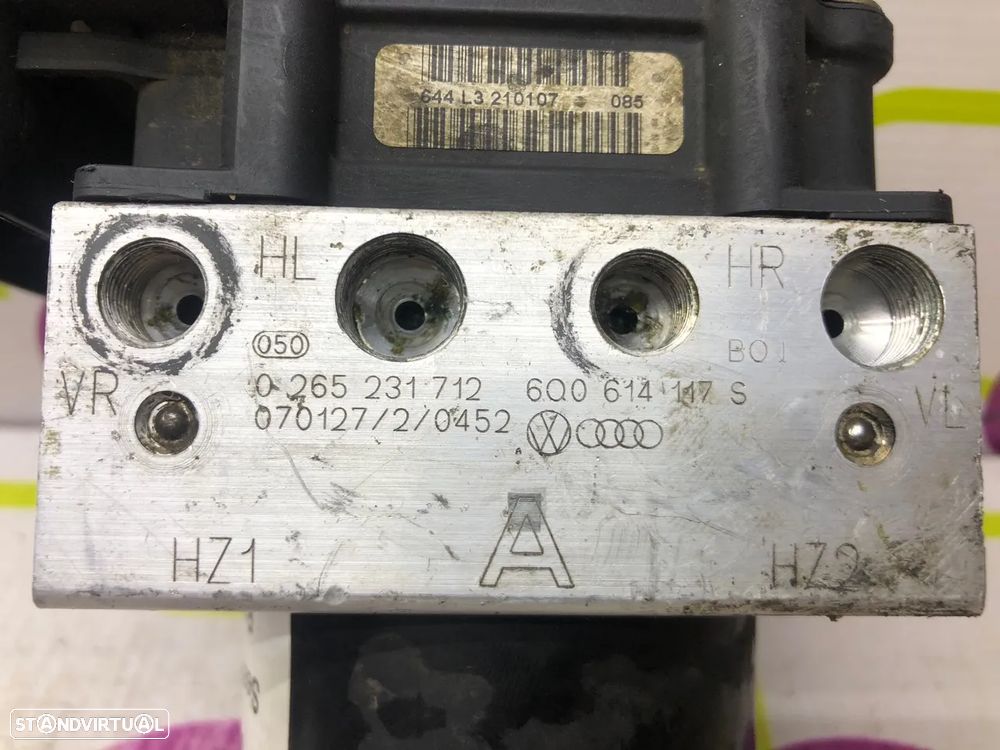 644 L3 210107 085
HL HR
050 B01
0 265 231 712 6Q0 614 117 S
VR VL
070127/2/0452
A
HZ1 HZ2
STANDVIRTUAL